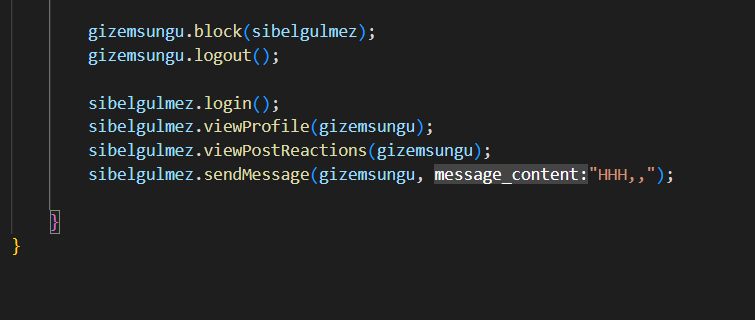 gizemsungu.block(sibelgulmez);
gizemsungu.logout();
sibelgulmez.login();
sibelgulmez.viewProfile(gizemsungu);
sibelgulmez.viewPostReactions(gizemsungu);
sibelgulmez.sendMessage(gizemsungu, message_content:"HHH,,");
}
}